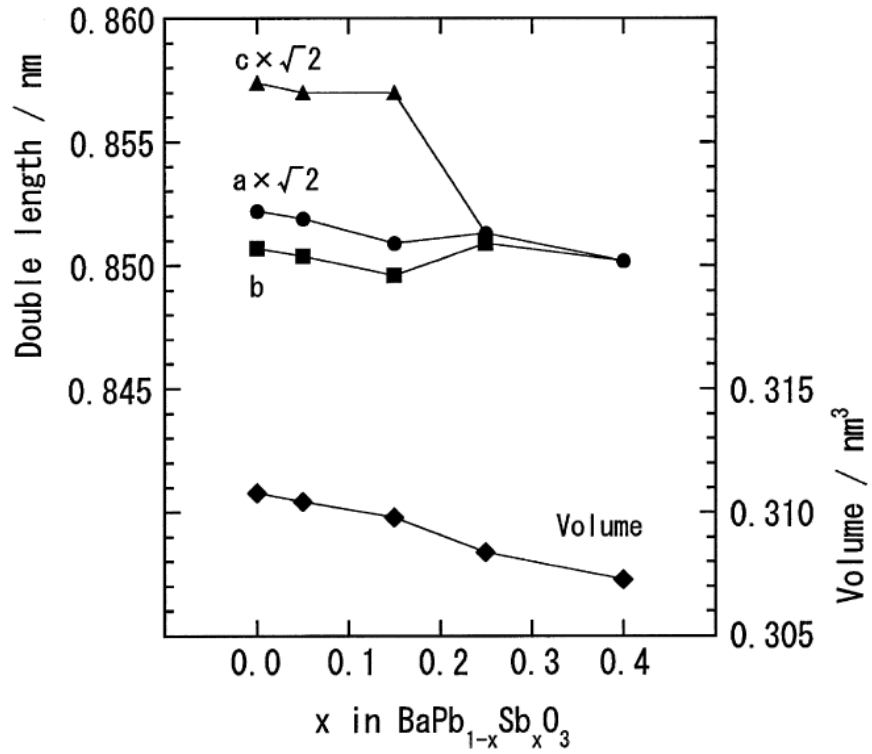 0.860
0.855
0.850
0.845
Double length / nm
c×√2
a×√2
b
Volume
0.315
0.310
0.305
Volume / nm³
0.0 0.1 0.2 0.3 0.4
x in BaPb₁₋ₓSbₓO₃